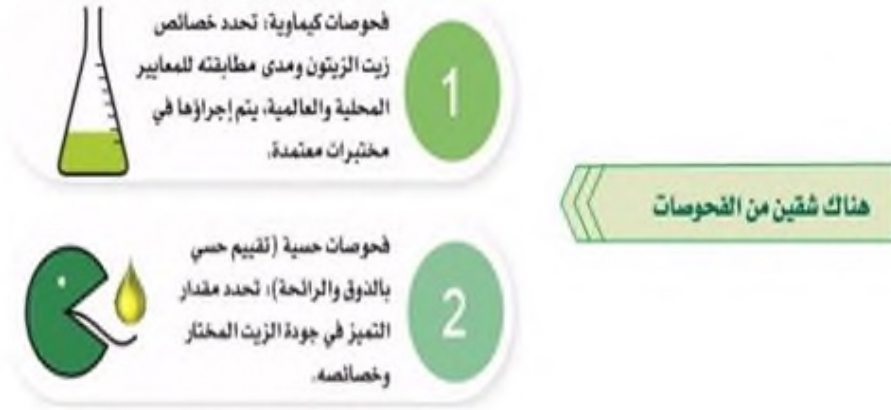 هناك شقين من الفحوصات
1
فحوصات كيماوية؛ تحدد خصائص
زيت الزيتون ومدى مطابقته للمعايير
المحلية والعالمية، يتم إجراؤها في
مختبرات معتمدة.
2
فحوصات حسية (تقييم حسي
بالذوق والرائحة)؛ تحدد مقدار
التميز في جودة الزيت المختار
وخصائصه.